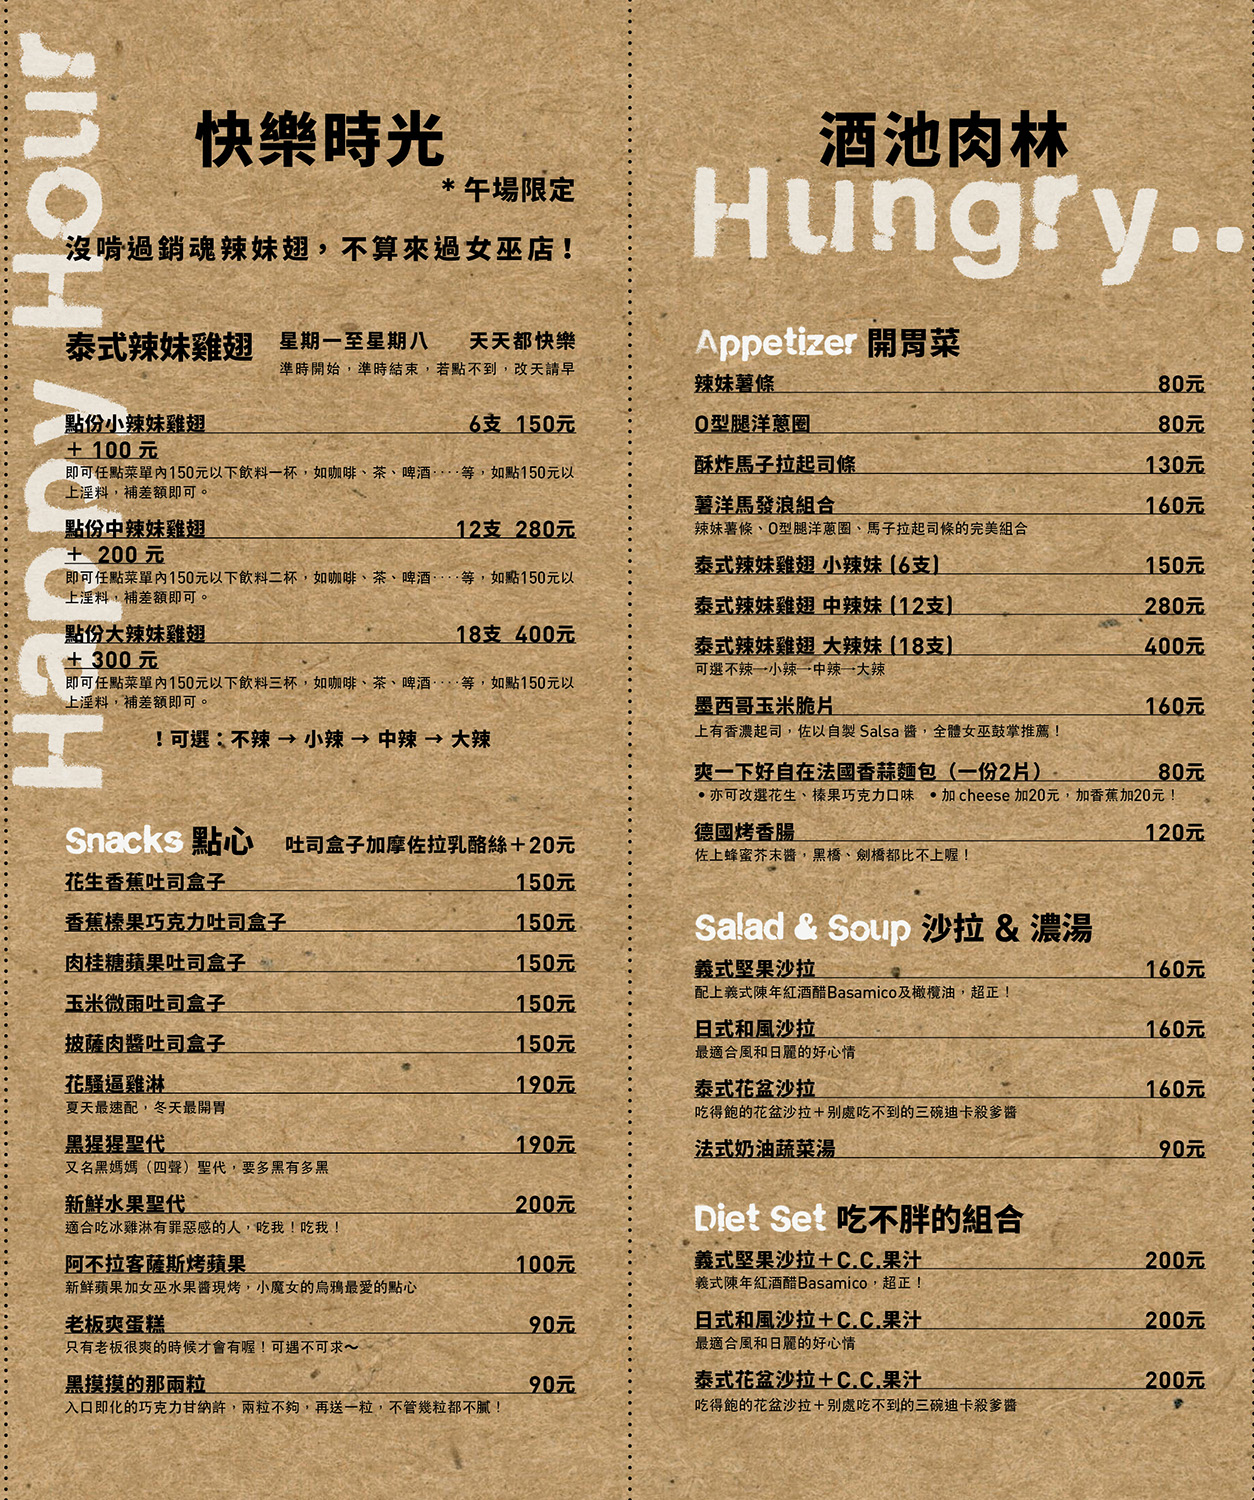 Happy Hour
快樂時光
* 午場限定
沒啃過銷魂辣妹翅，不算來過女巫店！
泰式辣妹雞翅 星期一至星期八 天天都快樂
準時開始，準時結束，若點不到，改天請早
點份小辣妹雞翅 6支 150元
＋ 100 元
即可任點菜單內150元以下飲料一杯，如咖啡、茶、啤酒‥‥等，如點150元以
上淫料，補差額即可。
點份中辣妹雞翅 12支 280元
＋ 200 元
即可任點菜單內150元以下飲料二杯，如咖啡、茶、啤酒‥‥等，如點150元以
上淫料，補差額即可。
點份大辣妹雞翅 18支 400元
＋ 300 元
即可任點菜單內150元以下飲料三杯，如咖啡、茶、啤酒‥‥等，如點150元以
上淫料，補差額即可。
！可選：不辣 → 小辣 → 中辣 → 大辣
Snacks 點心 吐司盒子加摩佐拉乳酪絲＋20元
花生香蕉吐司盒子 150元
香蕉榛果巧克力吐司盒子 150元
肉桂糖蘋果吐司盒子 150元
玉米微雨吐司盒子 150元
披薩肉醬吐司盒子 150元
花騷逼雞淋 190元
夏天最速配，冬天最開胃
黑猩猩聖代 190元
又名黑媽媽（四聲）聖代，要多黑有多黑
新鮮水果聖代 200元
適合吃冰雞淋有罪惡感的人，吃我！吃我！
阿不拉客薩斯烤蘋果 100元
新鮮蘋果加女巫水果醬現烤，小魔女的烏鴉最愛的點心
老板爽蛋糕 90元
只有老板很爽的時候才會有喔！可遇不可求～
黑摸摸的那兩粒 90元
入口即化的巧克力甘納許，兩粒不夠，再送一粒，不管幾粒都不膩！
酒池肉林
Hungry..
Appetizer 開胃菜
辣妹薯條 80元
O型腿洋蔥圈 80元
酥炸馬子拉起司條 130元
薯洋馬發浪組合 160元
辣妹薯條、O型腿洋蔥圈、馬子拉起司條的完美組合
泰式辣妹雞翅 小辣妹 (6支) 150元
泰式辣妹雞翅 中辣妹 (12支) 280元
泰式辣妹雞翅 大辣妹 (18支) 400元
可選不辣→小辣→中辣→大辣
墨西哥玉米脆片 160元
上有香濃起司，佐以自製 Salsa 醬，全體女巫鼓掌推薦！
爽一下好自在法國香蒜麵包（一份2片） 80元
•亦可改選花生、榛果巧克力口味 •加 cheese 加20元，加香蕉加20元！
德國烤香腸 120元
佐上蜂蜜芥末醬，黑橋、劍橋都比不上喔！
Salad & Soup 沙拉 & 濃湯
義式堅果沙拉 160元
配上義式陳年紅酒醋Basamico及橄欖油，超正！
日式和風沙拉 160元
最適合風和日麗的好心情
泰式花盆沙拉 160元
吃得飽的花盆沙拉＋別處吃不到的三碗迪卡殺爹醬
法式奶油蔬菜湯 90元
Diet Set 吃不胖的組合
義式堅果沙拉＋C.C.果汁 200元
義式陳年紅酒醋Basamico，超正！
日式和風沙拉＋C.C.果汁 200元
最適合風和日麗的好心情
泰式花盆沙拉＋C.C.果汁 200元
吃得飽的花盆沙拉＋別處吃不到的三碗迪卡殺爹醬